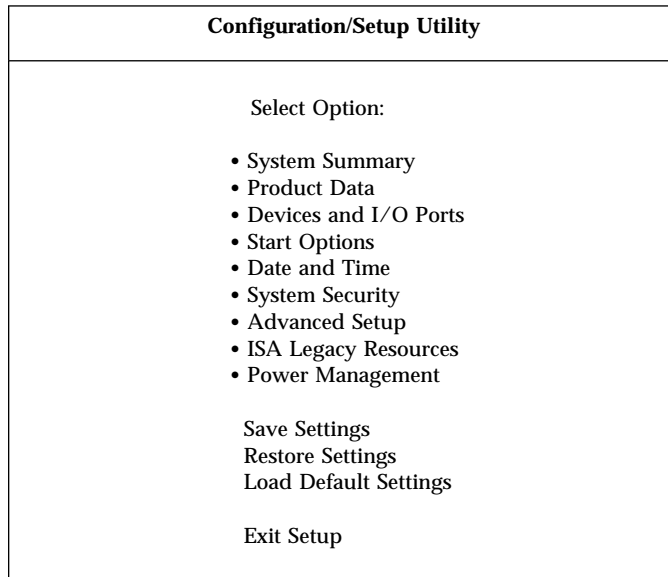 Configuration/Setup Utility
Select Option:
• System Summary
• Product Data
• Devices and I/O Ports
• Start Options
• Date and Time
• System Security
• Advanced Setup
• ISA Legacy Resources
• Power Management
Save Settings
Restore Settings
Load Default Settings
Exit Setup